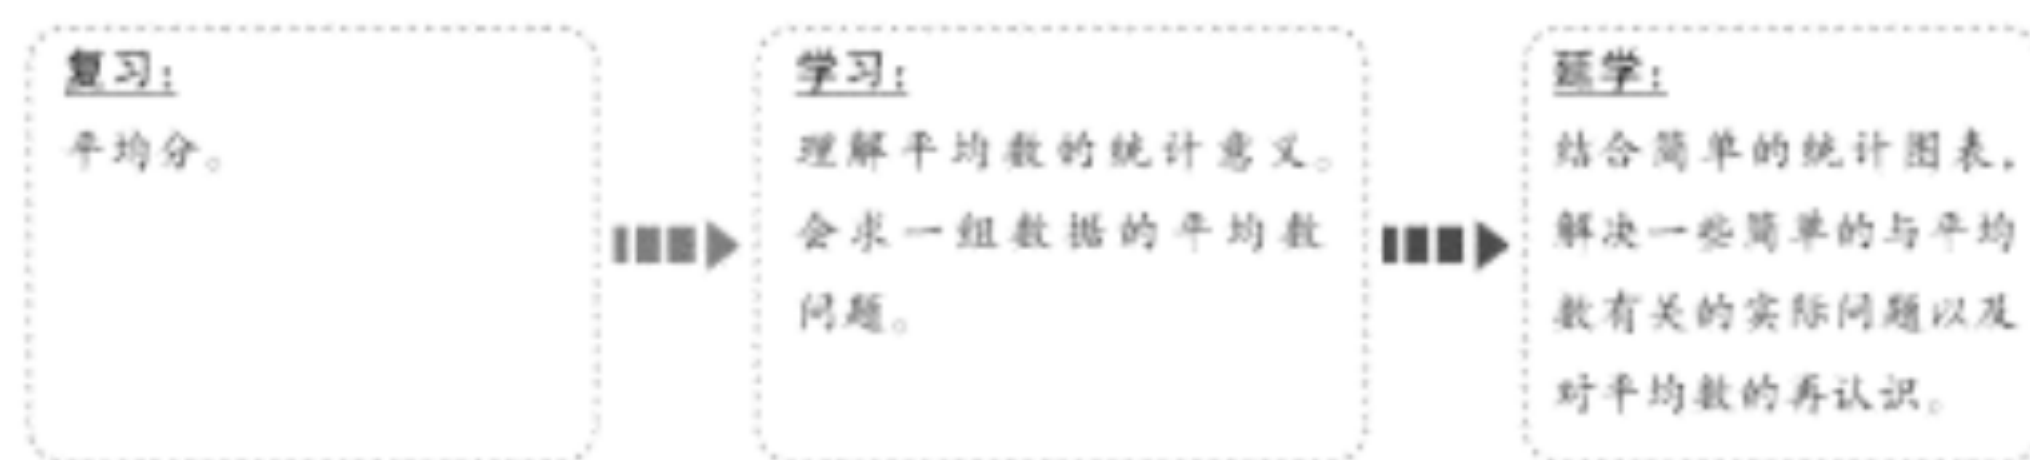 复习：
平均分。
学习：
理解平均数的统计意义。
会求一组数据的平均数
问题。
延学：
结合简单的统计图表，
解决一些简单的与平均
数有关的实际问题以及
对平均数的再认识。